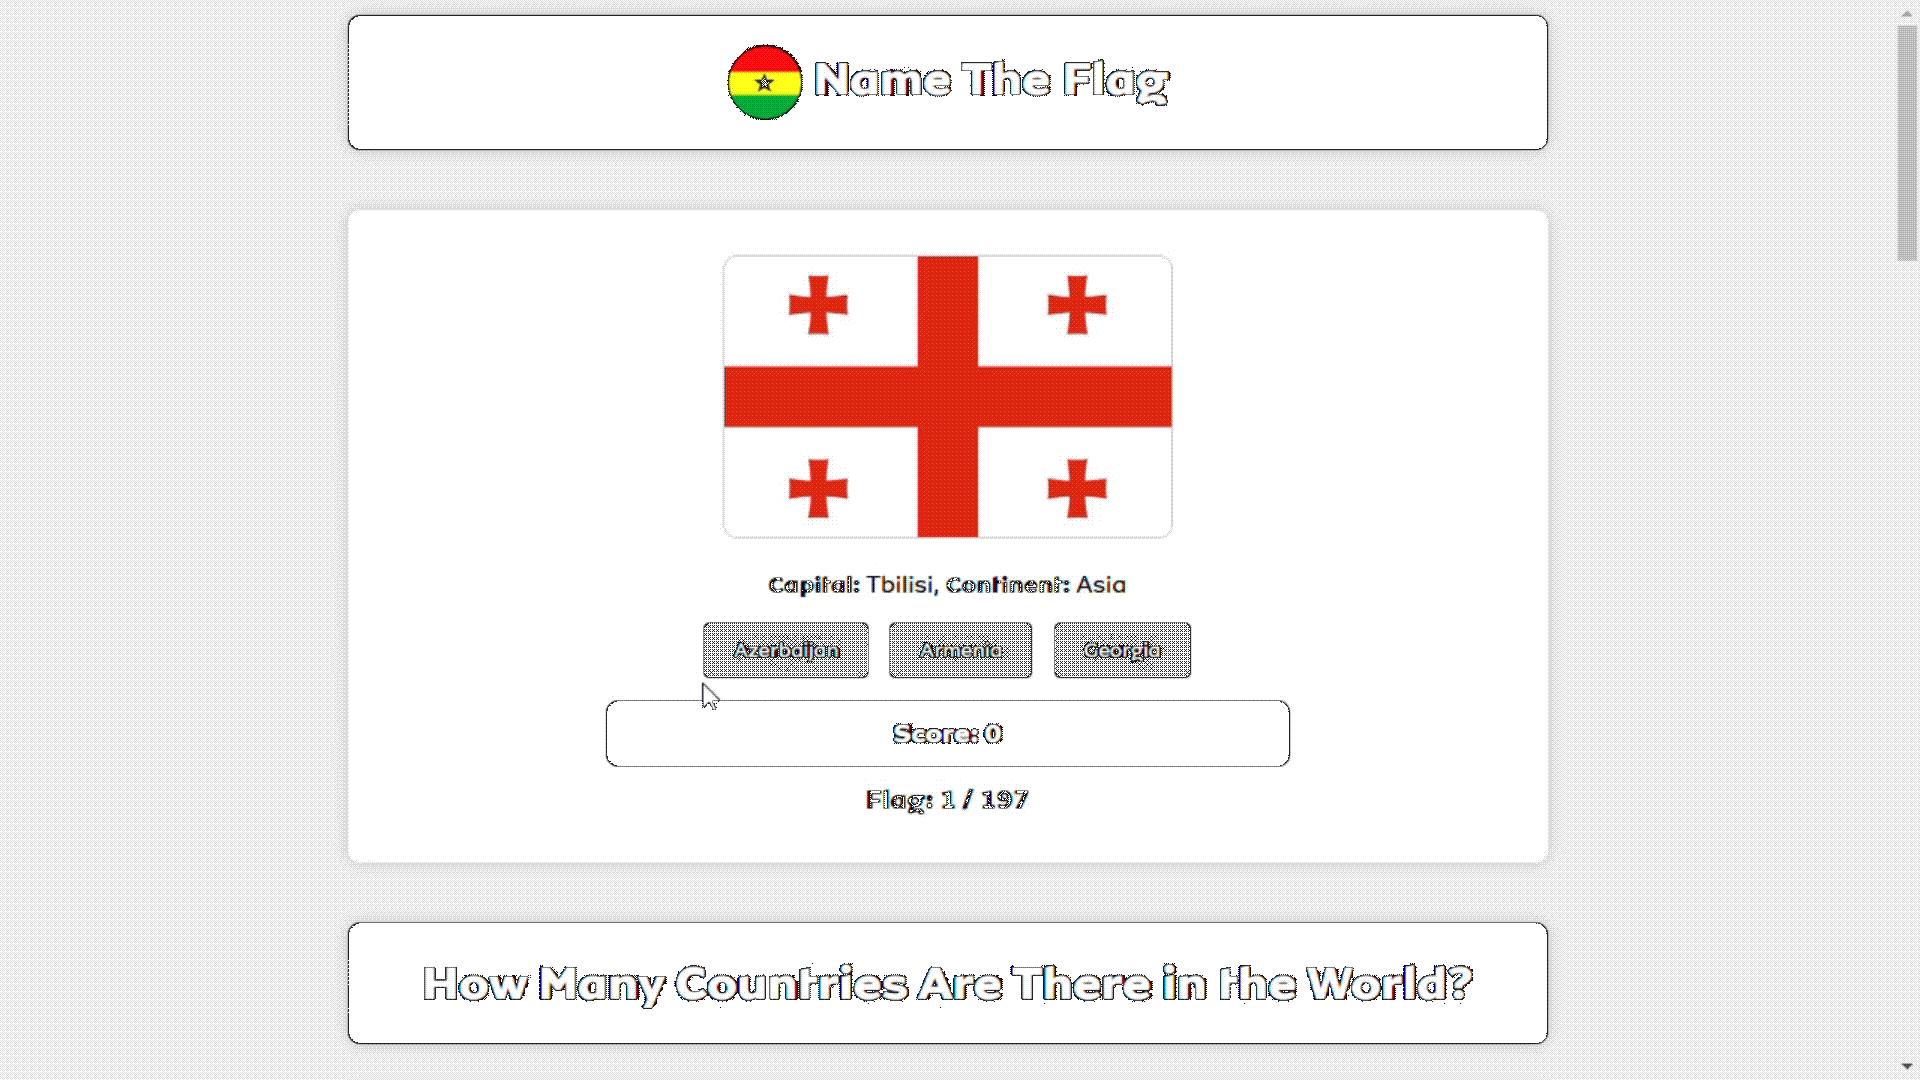 Name The Flag
Capital: Tbilisi, Continent: Asia
Azerbaijan Armenia Georgia
Score: 0
Flag: 1 / 197
How Many Countries Are There in the World?